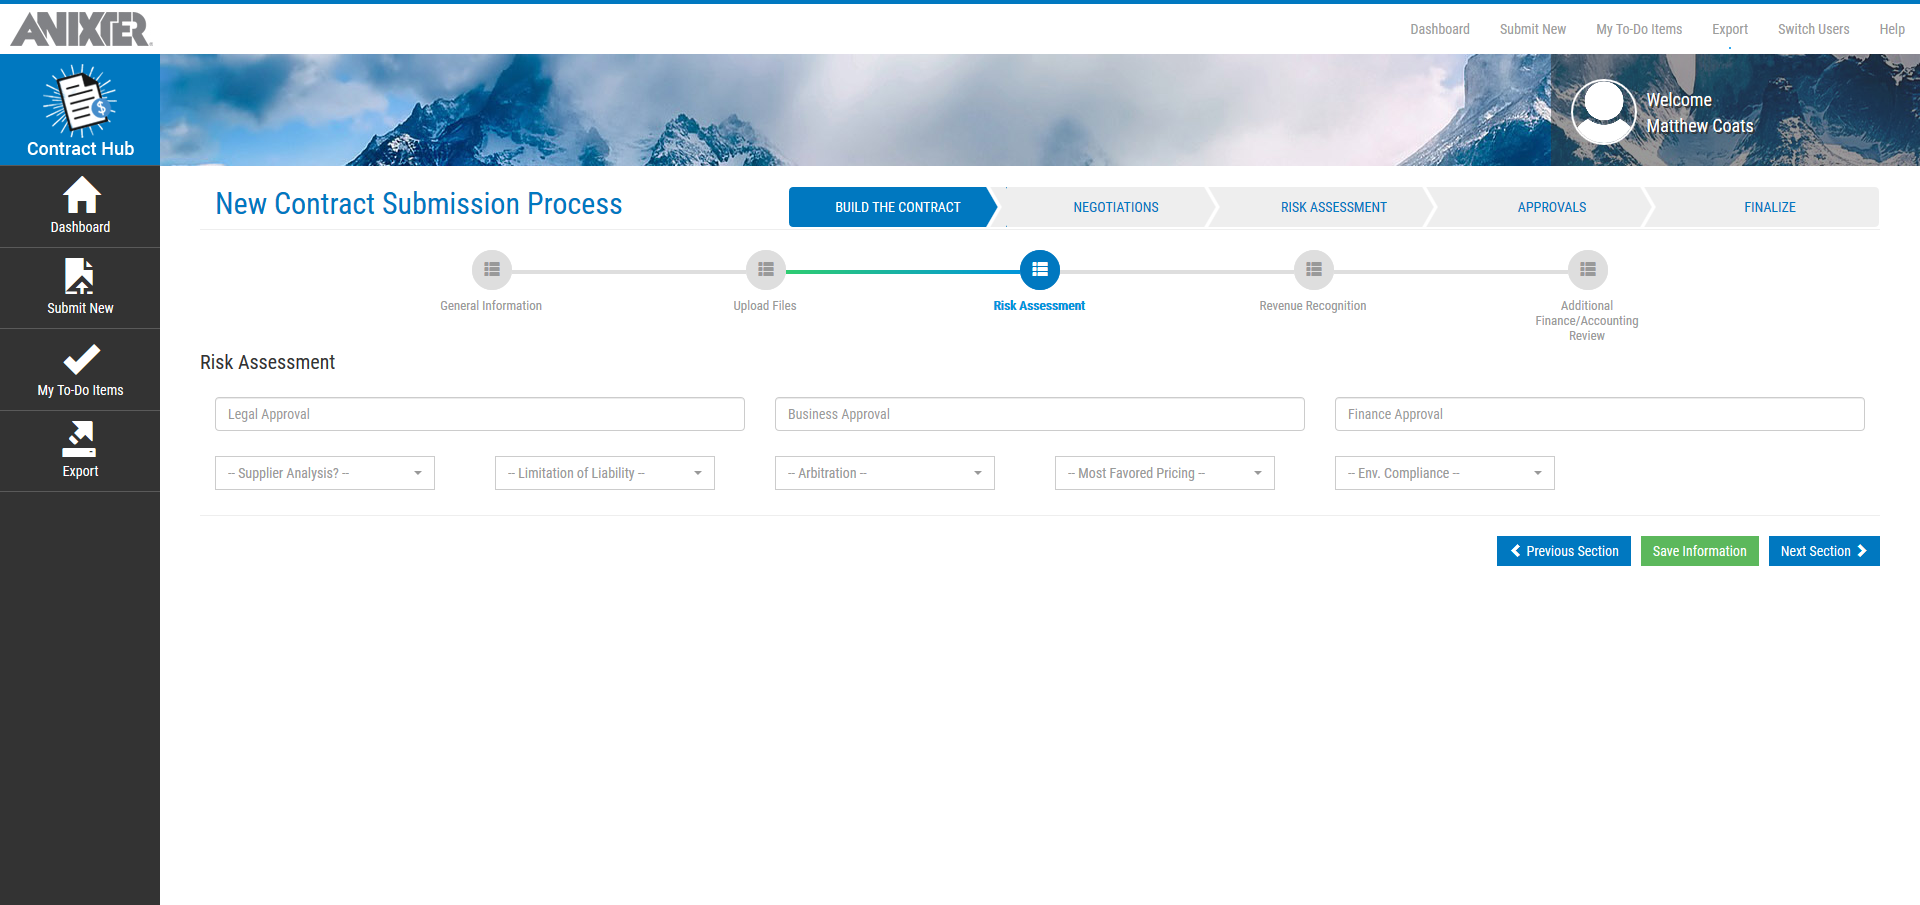 ANIXTER
Dashboard
Submit New
My To-Do Items
Export
Switch Users
Help
Contract Hub
Welcome
Matthew Coats
Dashboard
Submit New
My To-Do Items
Export
New Contract Submission Process
BUILD THE CONTRACT
NEGOTIATIONS
RISK ASSESSMENT
APPROVALS
FINALIZE
General Information
Upload Files
Risk Assessment
Revenue Recognition
Additional
Finance/Accounting
Review
Risk Assessment
Legal Approval
Business Approval
Finance Approval
-- Supplier Analysis? --
-- Limitation of Liability --
-- Arbitration --
-- Most Favored Pricing --
-- Env. Compliance --
Previous Section
Save Information
Next Section